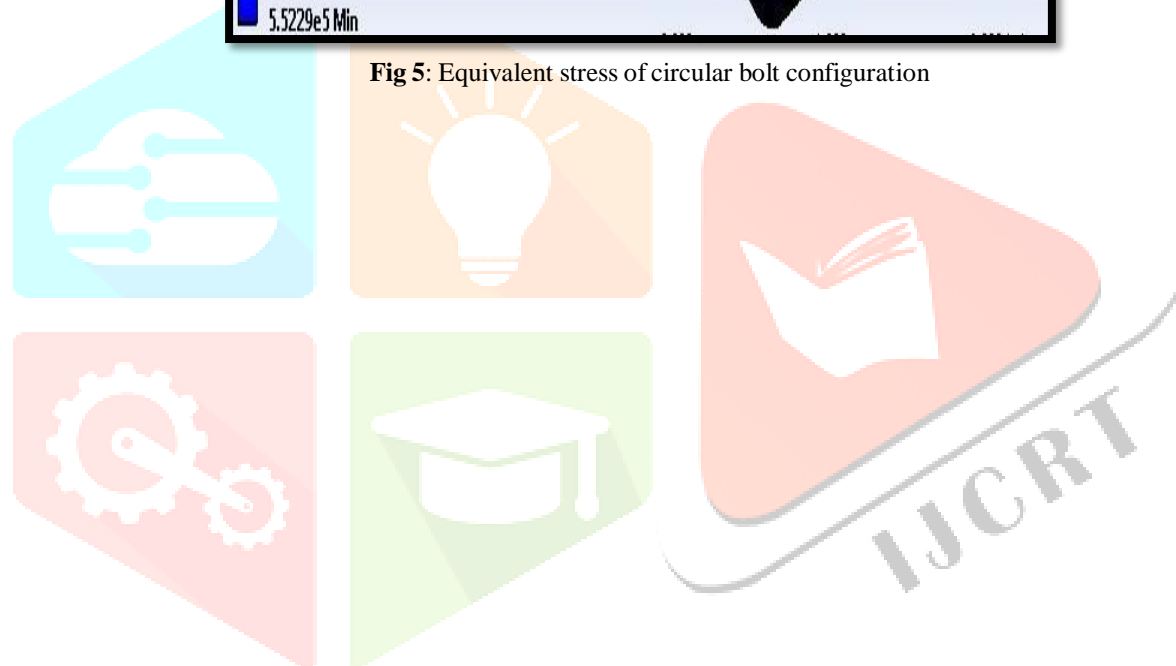 5.5229e5 Min
Fig 5: Equivalent stress of circular bolt configuration
IJCRT